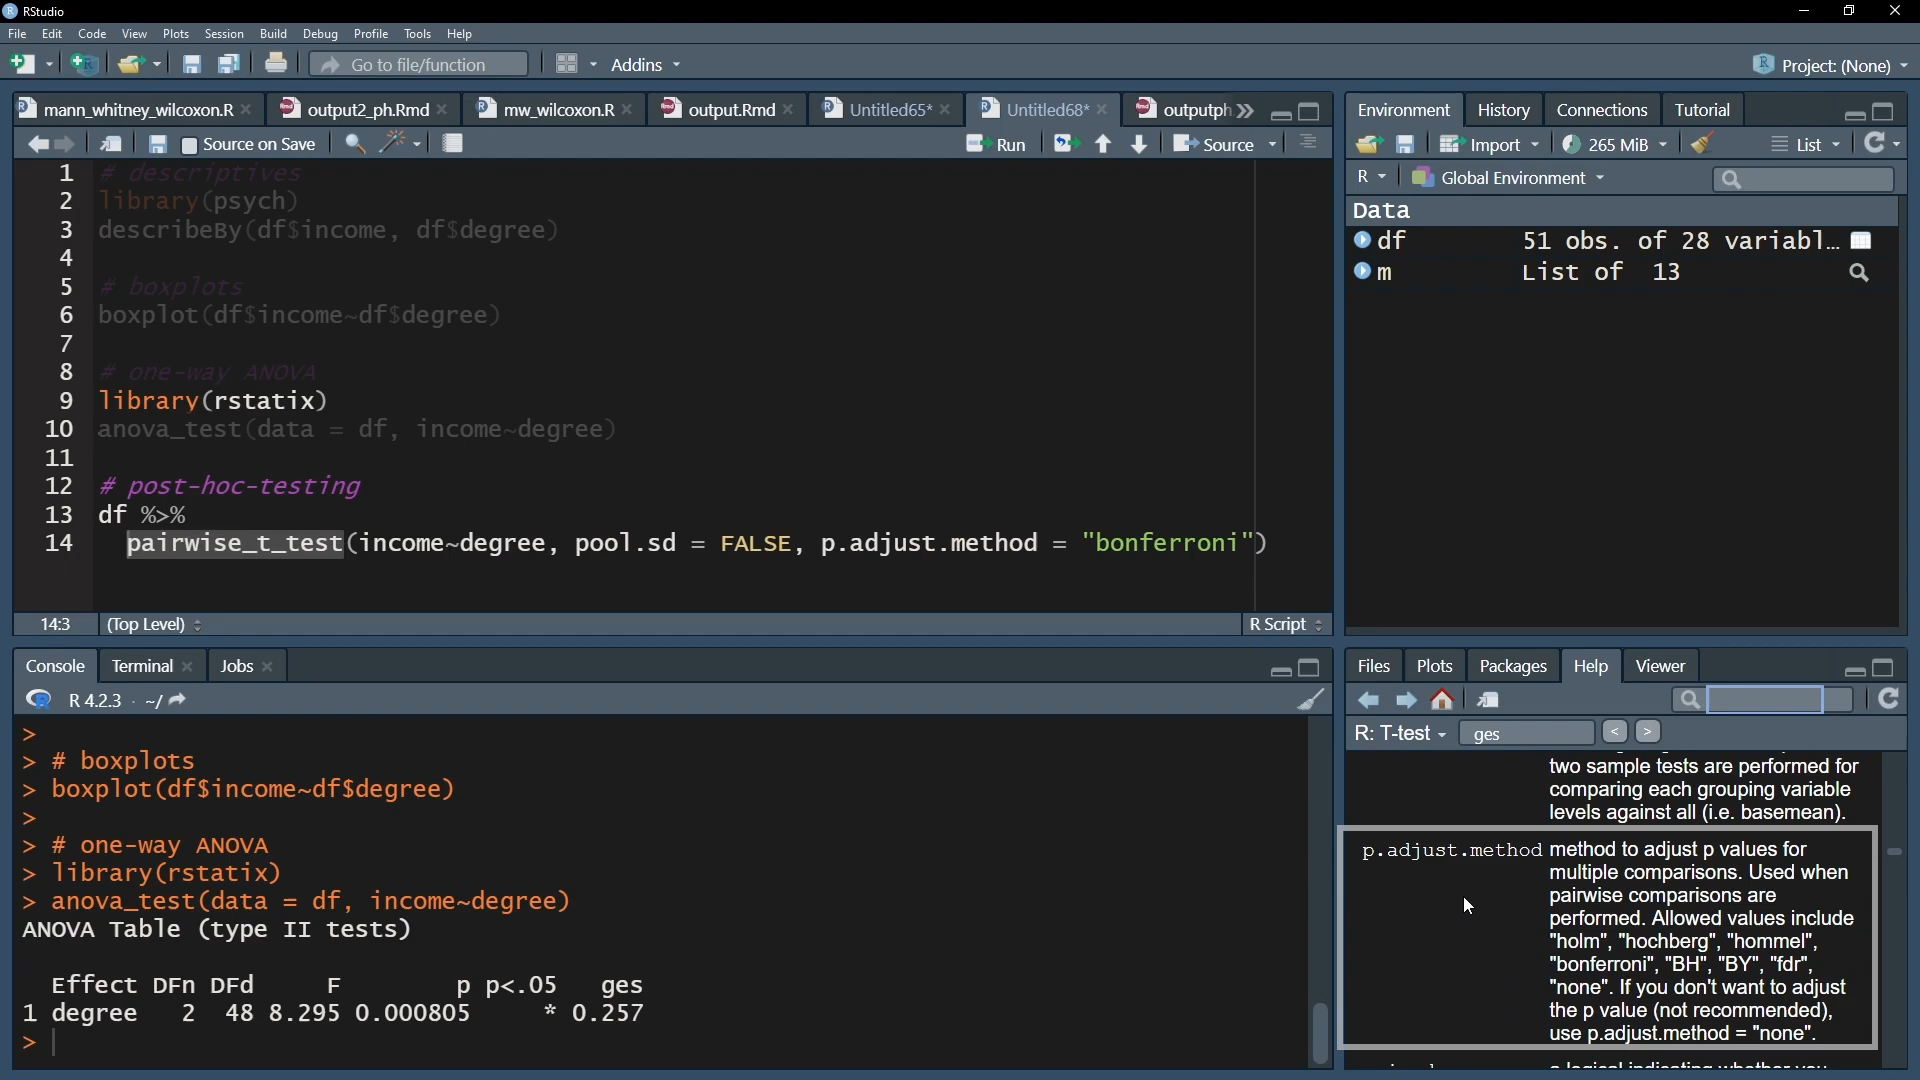 RStudio
File Edit Code View Plots Session Build Debug Profile Tools Help
Go to file/function Addins Project: (None)
mann_whitney_wilcoxon.R output2_ph.Rmd mw_wilcoxon.R output.Rmd Untitled65* Untitled68* outputph
Source on Save Run Source
1 # descriptives
2 library(psych)
3 describeBy(df$income, df$degree)
4
5 # boxplots
6 boxplot(df$income~df$degree)
7
8 # one-way ANOVA
9 library(rstatix)
10 anova_test(data = df, income~degree)
11
12 # post-hoc-testing
13 df %>%
14 pairwise_t_test(income~degree, pool.sd = FALSE, p.adjust.method = "bonferroni")
14:3 (Top Level) R Script
Console Terminal Jobs
R 4.2.3 · ~/
>
> # boxplots
> boxplot(df$income~df$degree)
>
> # one-way ANOVA
> library(rstatix)
> anova_test(data = df, income~degree)
ANOVA Table (type II tests)
Effect DFn DFd F p p<.05 ges
1 degree 2 48 8.295 0.000805 * 0.257
>
Environment History Connections Tutorial
Import 265 MiB List
R Global Environment
Data
df 51 obs. of 28 variabl…
m List of 13
Files Plots Packages Help Viewer
R: T-test ges < >
two sample tests are performed for
comparing each grouping variable
levels against all (i.e. basemean).
p.adjust.method method to adjust p values for
multiple comparisons. Used when
pairwise comparisons are
performed. Allowed values include
"holm", "hochberg", "hommel",
"bonferroni", "BH", "BY", "fdr",
"none". If you don't want to adjust
the p value (not recommended),
use p.adjust.method = "none".